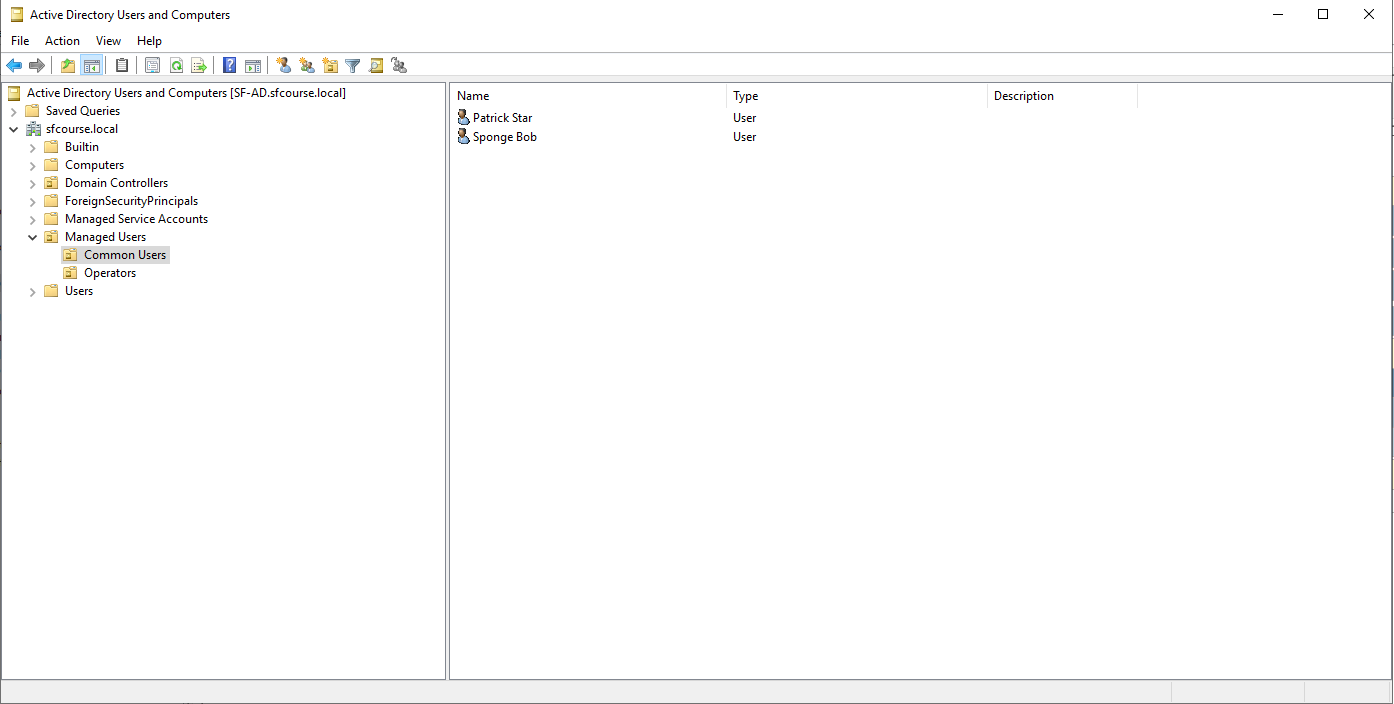 Active Directory Users and Computers
File Action View Help
Active Directory Users and Computers [SF-AD.sfcourse.local]
Saved Queries
sfcourse.local
Builtin
Computers
Domain Controllers
ForeignSecurityPrincipals
Managed Service Accounts
Managed Users
Common Users
Operators
Users
Name Type Description
Patrick Star User
Sponge Bob User